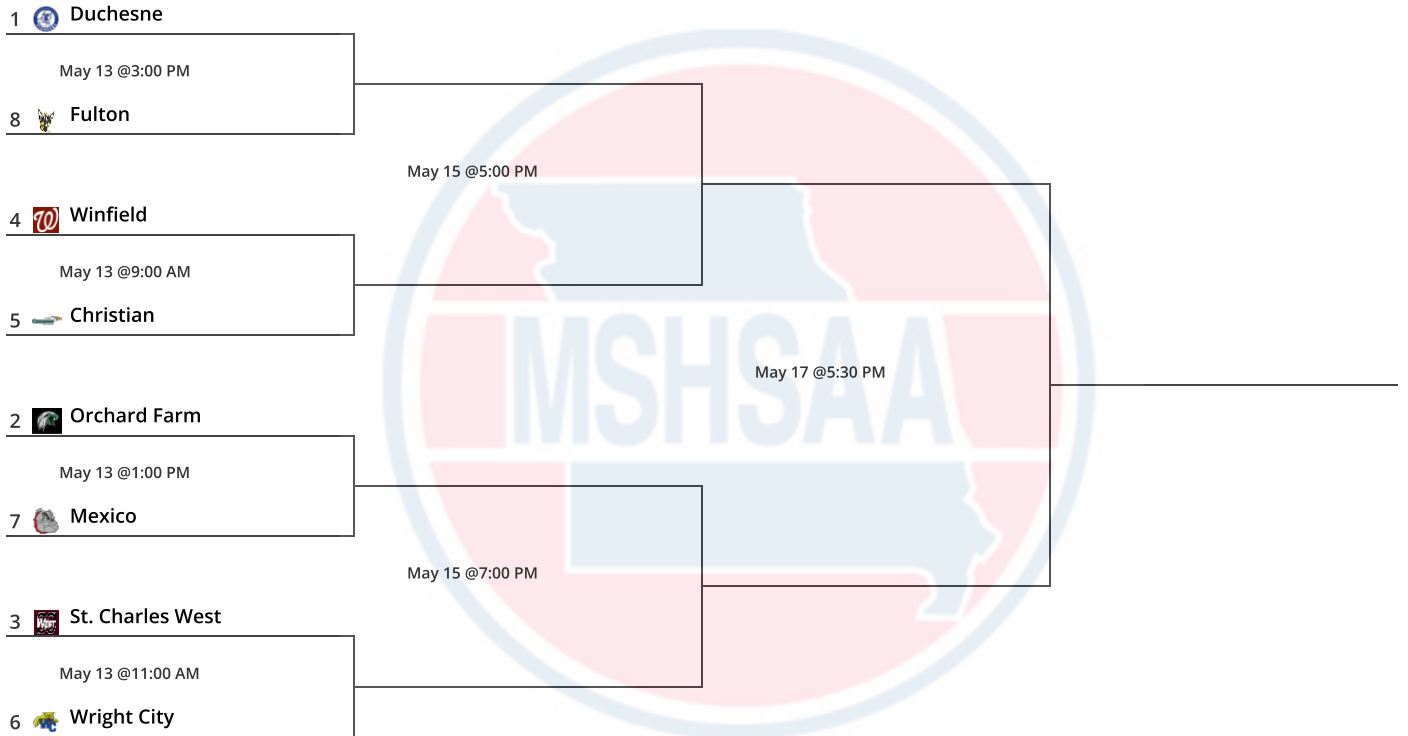 1 Duchesne
May 13 @3:00 PM
8 Fulton
May 15 @5:00 PM
4 W Winfield
May 13 @9:00 AM
5 Christian
MSHSAA
May 17 @5:30 PM
2 Orchard Farm
May 13 @1:00 PM
7 Mexico
May 15 @7:00 PM
3 WEST St. Charles West
May 13 @11:00 AM
6 WC Wright City